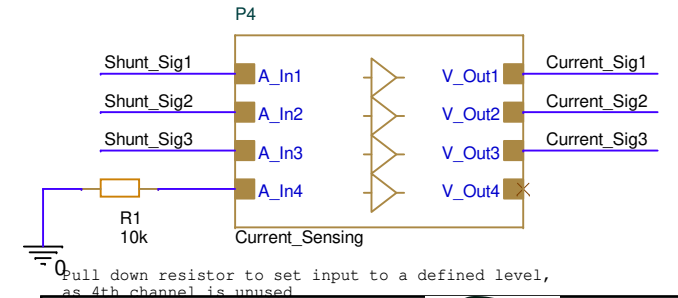 P4
Shunt_Sig1
A_In1
V_Out1
Current_Sig1
Shunt_Sig2
A_In2
V_Out2
Current_Sig2
Shunt_Sig3
A_In3
V_Out3
Current_Sig3
A_In4
V_Out4
R1
10k
Current_Sensing
0
Pull down resistor to set input to a defined level,
as 4th channel is unused